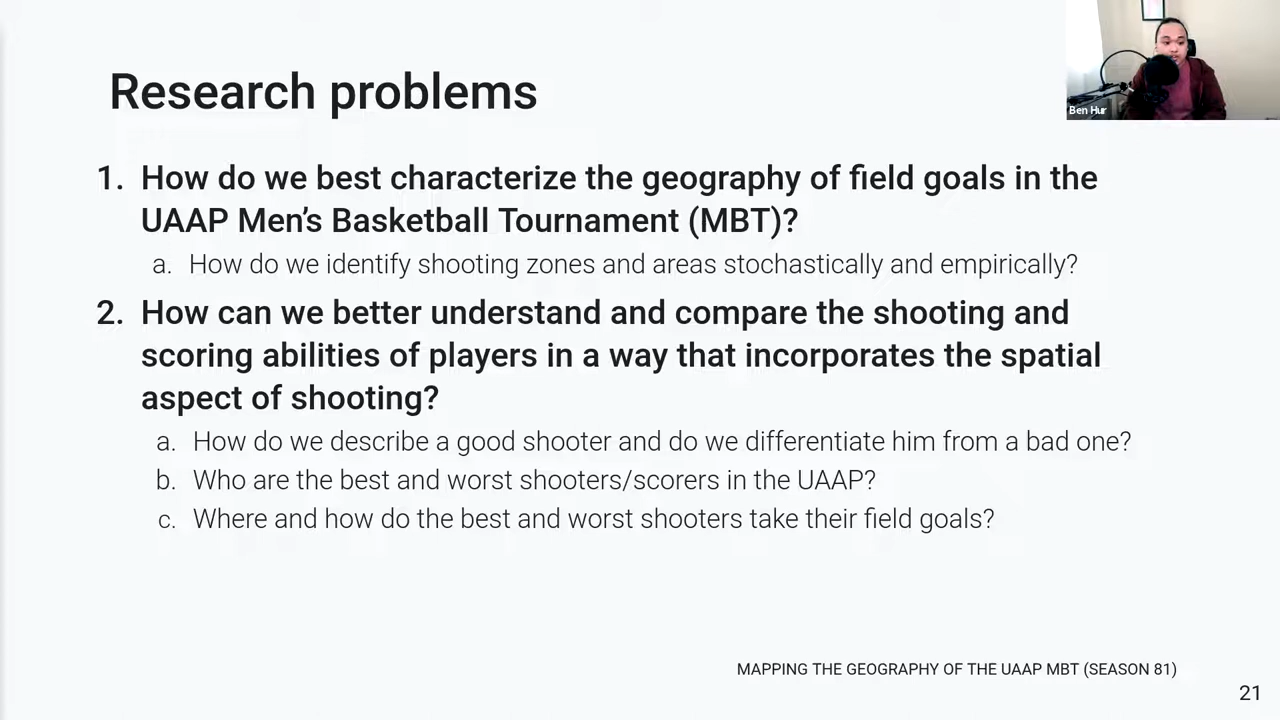 Research problems
Ben Hur
1. How do we best characterize the geography of field goals in the
UAAP Men’s Basketball Tournament (MBT)?
a. How do we identify shooting zones and areas stochastically and empirically?
2. How can we better understand and compare the shooting and
scoring abilities of players in a way that incorporates the spatial
aspect of shooting?
a. How do we describe a good shooter and do we differentiate him from a bad one?
b. Who are the best and worst shooters/scorers in the UAAP?
c. Where and how do the best and worst shooters take their field goals?
MAPPING THE GEOGRAPHY OF THE UAAP MBT (SEASON 81)
21